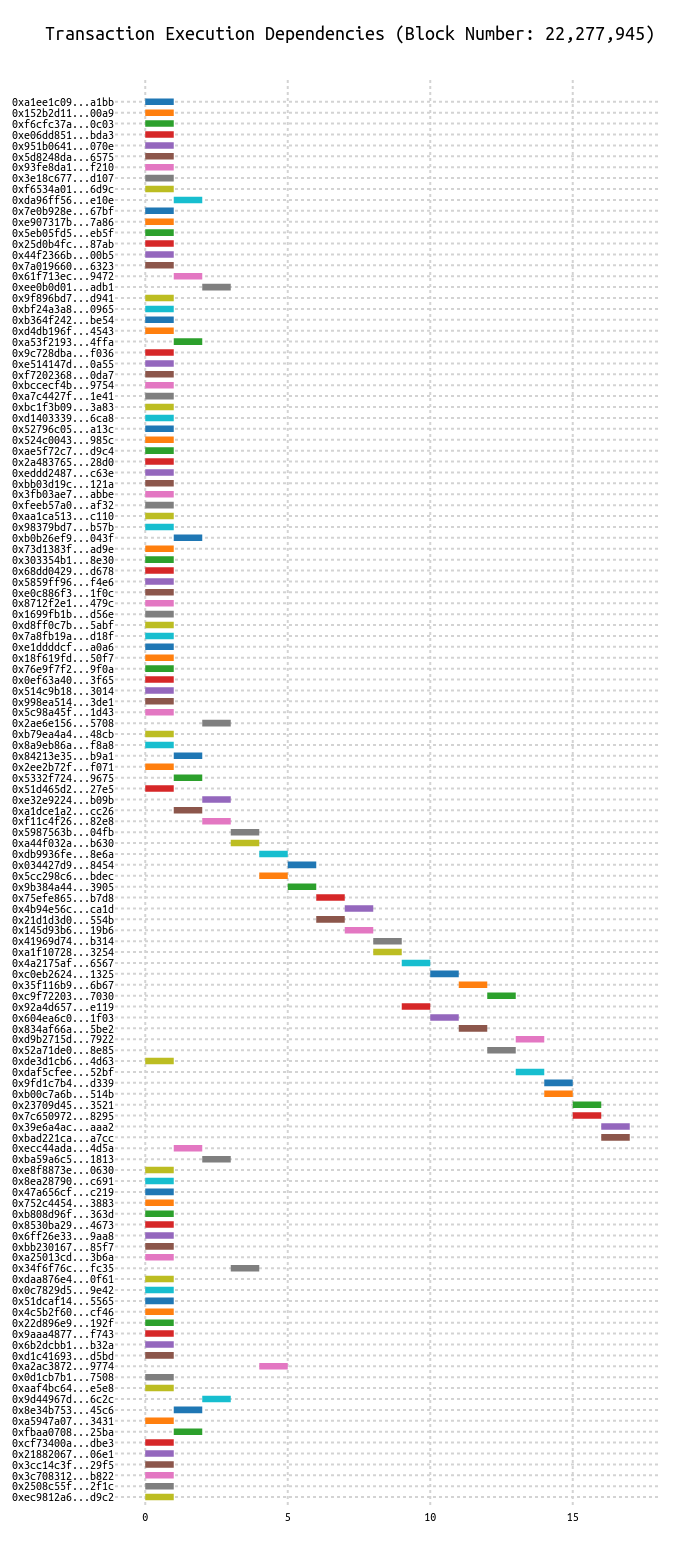 Transaction Execution Dependencies (Block Number: 22,277,945)
0xa1ee1c09...a1bb
0x152b2d11...00a9
0xf6cfc37a...0c03
0xe06dd851...bda3
0x951b0641...070e
0x5d8248da...6575
0x93fe8da1...f210
0x3e18c677...d107
0xf6534a01...6d9c
0xda96ff56...e10e
0x7e0b928e...67bf
0xe907317b...7a86
0x5eb05fd5...eb5f
0x25d0b4fc...87ab
0x44f2366b...00b5
0x7a019660...6323
0x61f713ec...9472
0xee0b0d01...adb1
0x9f896bd7...d941
0xbf24a3a8...0965
0xb364f242...be54
0xd4db196f...4543
0xa53f2193...4ffa
0x9c728dba...f036
0xe514147d...0a55
0xf7202368...0da7
0xbccecf4b...9754
0xa7c4427f...1e41
0xbc1f3b09...3a83
0xd1403339...6ca8
0x52796c05...a13c
0x524c0043...985c
0xae5f72c7...d9c4
0x2a483765...28d0
0xeddd2487...c63e
0xbb03d19c...121a
0x3fb03ae7...abbe
0xfeeb57a0...af32
0xaa1ca513...c110
0x98379bd7...b57b
0xb0b26ef9...043f
0x73d1383f...ad9e
0x303354b1...8e30
0x68dd0429...d678
0x5859ff96...f4e6
0xe0c886f3...1f0c
0x8712f2e1...479c
0x1699fb1b...d56e
0xd8ff0c7b...5abf
0x7a8fb19a...d18f
0xe1ddddcf...a0a6
0x18f619fd...50f7
0x76e9f7f2...9f0a
0x0ef63a40...3f65
0x514c9b18...3014
0x998ea514...3de1
0x5c98a45f...1d43
0x2ae6e156...5708
0xb79ea4a4...48cb
0x8a9eb86a...f8a8
0x84213e35...b9a1
0x2ee2b72f...f071
0x5332f724...9675
0x51d465d2...27e5
0xe32e9224...b09b
0xa1dce1a2...cc26
0xf11c4f26...82e8
0x5987563b...04fb
0xa44f032a...b630
0xdb9936fe...8e6a
0x034427d9...8454
0x5cc298c6...bdec
0x9b384a44...3905
0x75efe865...b7d8
0x4b94e56c...ca1d
0x21d1d3d0...554b
0x145d93b6...19b6
0x41969d74...b314
0xa1f10728...3254
0x4a2175af...6567
0xc0eb2624...1325
0x35f116b9...6b67
0xc9f72203...7030
0x92a4d657...e119
0x604ea6c0...1f03
0x834af66a...5be2
0xd9b2715d...7922
0x52a71de0...8e85
0xde3d1cb6...4d63
0xdaf5cfee...52bf
0x9fd1c7b4...d339
0xb00c7a6b...514b
0x23709d45...3521
0x7c650972...8295
0x39e6a4ac...aaa2
0xbad221ca...a7cc
0xecc44ada...4d5a
0xba59a6c5...1813
0xe8f8873e...0630
0x8ea28790...c691
0x47a656cf...c219
0x752c4454...3883
0xb808d96f...363d
0x8530ba29...4673
0x6ff26e33...9aa8
0xbb230167...85f7
0xa25013cd...3b6a
0x34f6f76c...fc35
0xdaa876e4...0f61
0x0c7829d5...9e42
0x51dcaf14...5565
0x4c5b2f60...cf46
0x22d896e9...192f
0x9aaa4877...f743
0x6b2dcbb1...b32a
0xd1c41693...d5bd
0xa2ac3872...9774
0x0d1cb7b1...7508
0xaaf4bc64...e5e8
0x9d44967d...6c2c
0x8e34b753...45c6
0xa5947a07...3431
0xfbaa0708...25ba
0xcf73400a...dbe3
0x21882067...06e1
0x3cc14c3f...29f5
0x3c708312...b822
0x2508c55f...2f1c
0xec9812a6...d9c2
0 5 10 15